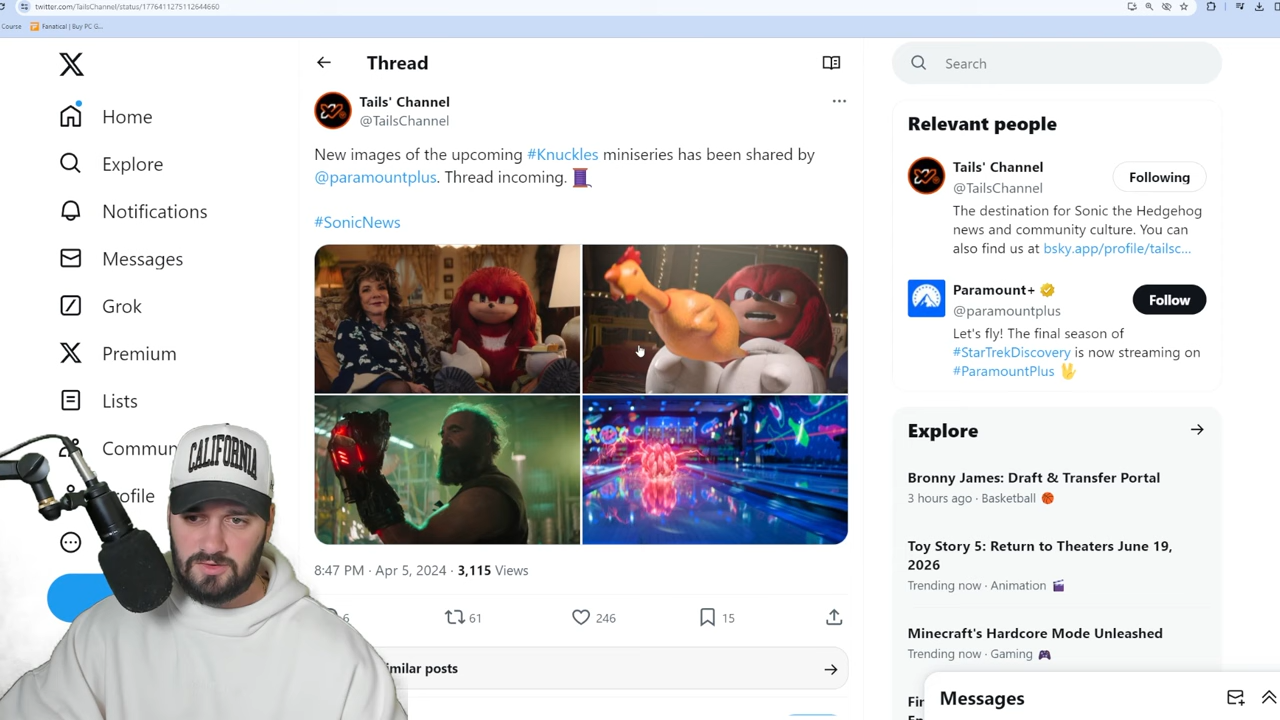 twitter.com/TailsChannel/status/1776411275112644660
Course
Fanatical | Buy PC G...
Home
Explore
Notifications
Messages
Grok
Premium
Lists
Commun
rofile
CALIFORNIA
Thread
Tails' Channel
@TailsChannel
New images of the upcoming #Knuckles miniseries has been shared by
@paramountplus. Thread incoming.
#SonicNews
8:47 PM · Apr 5, 2024 · 3,115 Views
6
61
246
15
milar posts
Search
Relevant people
Tails' Channel
@TailsChannel
Following
The destination for Sonic the Hedgehog
news and community culture. You can
also find us at bsky.app/profile/tailsc...
Paramount+
@paramountplus
Follow
Let's fly! The final season of
#StarTrekDiscovery is now streaming on
#ParamountPlus
Explore
Bronny James: Draft & Transfer Portal
3 hours ago · Basketball
Toy Story 5: Return to Theaters June 19,
2026
Trending now · Animation
Minecraft's Hardcore Mode Unleashed
Trending now · Gaming
Messages